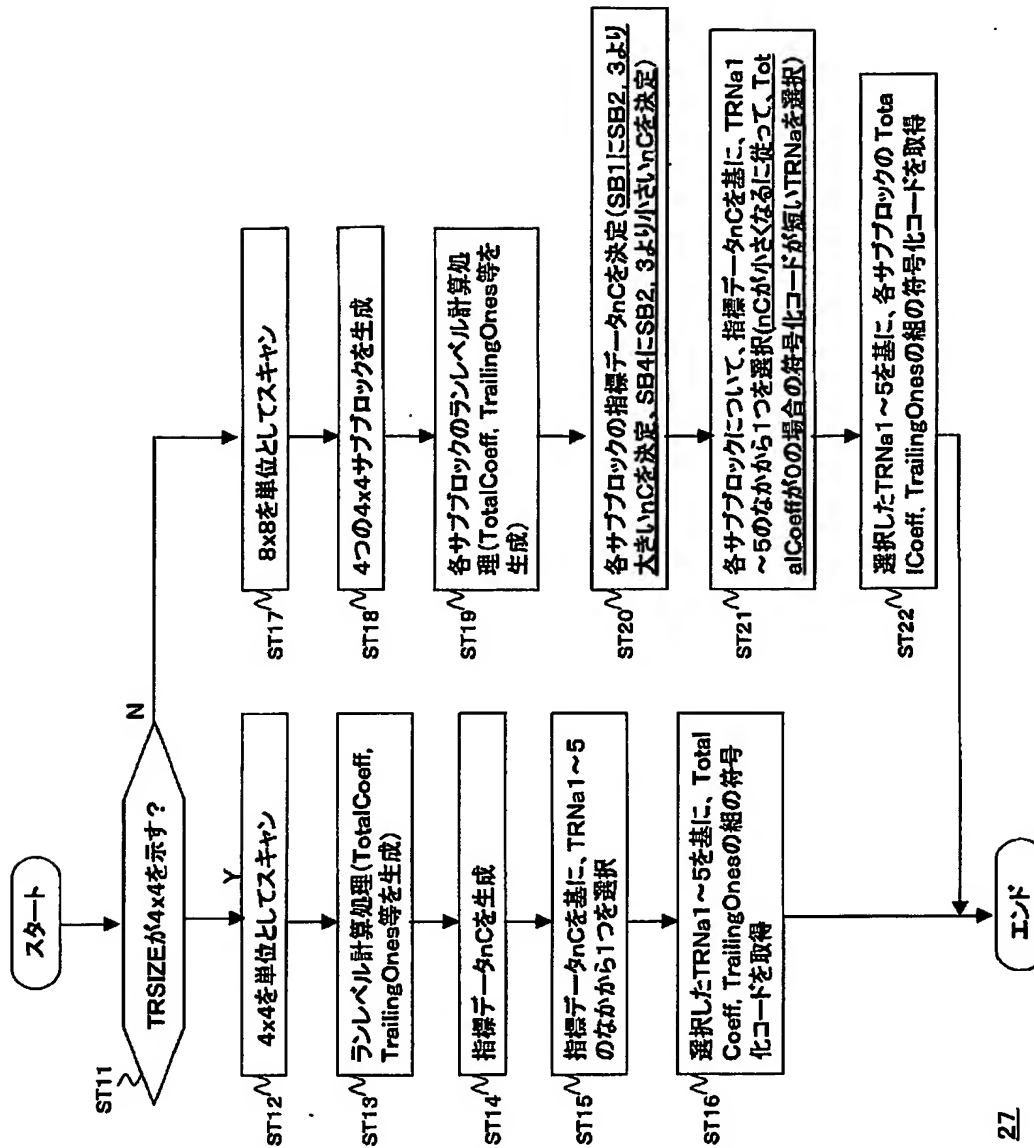 スタート
ST11
TRSIZEが4x4を示す?
Y
N
ST12
4x4を単位としてスキャン
ST13
ランレベル計算処理(TotalCoeff,
TrailingOnes等を生成)
ST14
指標データnCを生成
ST15
指標データnCを基に、TRNa1~5
のなかから1つを選択
ST16
選択したTRNa1~5を基に、Total
Coeff, TrailingOnesの組の符号
化コードを取得
ST17
8x8を単位としてスキャン
ST18
4つの4x4サブブロックを生成
ST19
各サブブロックのランレベル計算処
理(TotalCoeff, TrailingOnes等を
生成)
ST20
各サブブロックの指標データnCを決定(SB1にSB2, 3より
大きいnCを決定、SB4にSB2, 3より小さいnCを決定)
ST21
各サブブロックについて、指標データnCを基に、TRNa1
~5のなかから1つを選択(nCが小さくなるに従って、Tot
alCoeffが0の場合の符号化コードが短いTRNaを選択)
ST22
選択したTRNa1~5を基に、各サブブロックのTota
lCoeff, TrailingOnesの組の符号化コードを取得
エンド
27